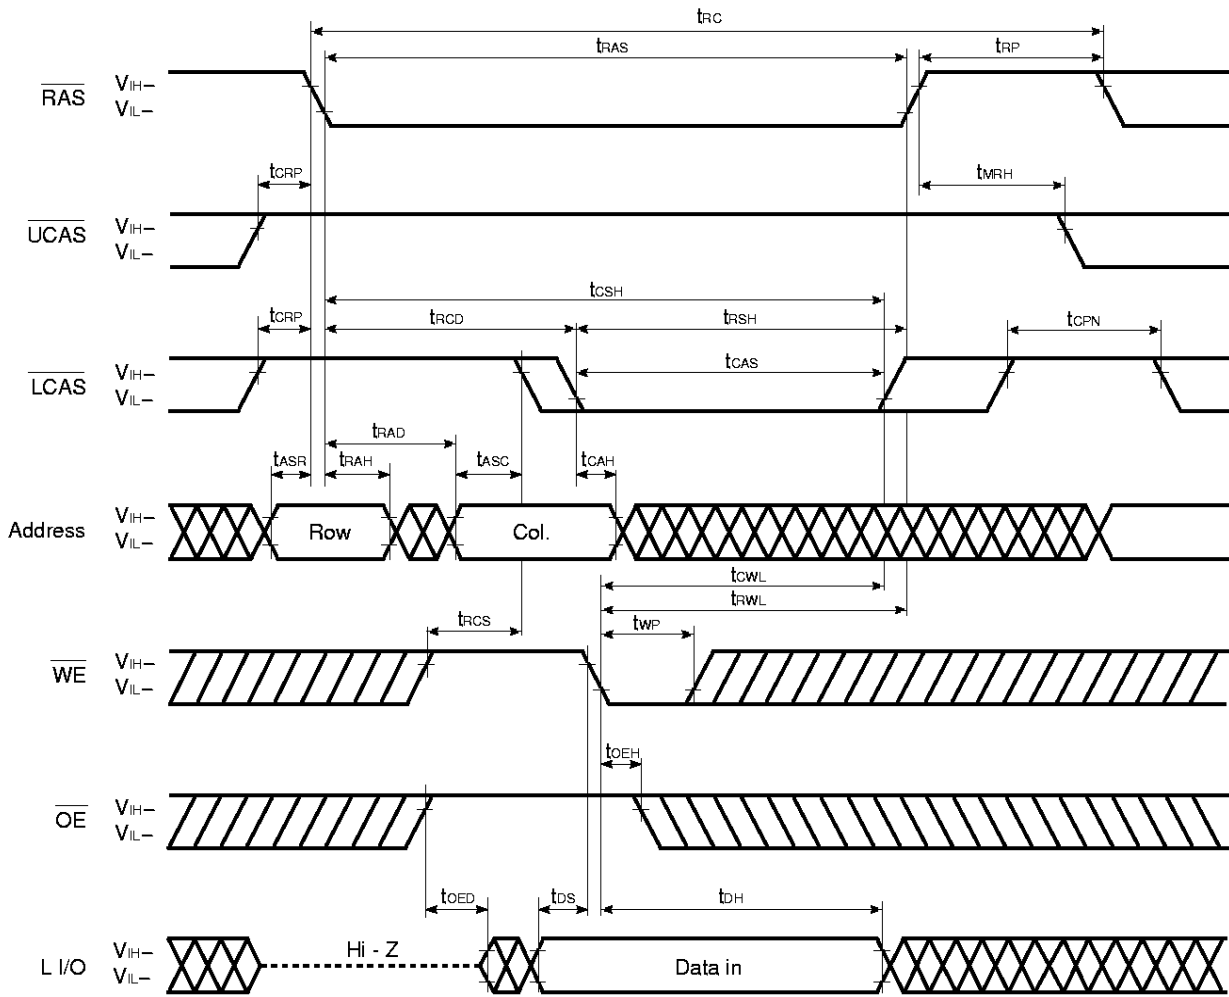 tRC
tRAS
tRP
RAS
VIH–
VIL–
tCRP
tMRH
UCAS
VIH–
VIL–
tCSH
tCRP
tRCD
tRSH
tCPN
LCAS
VIH–
VIL–
tCAS
tRAD
tASR
tRAH
tASC
tCAH
Address
VIH–
VIL–
Row
Col.
tCWL
tRWL
tRCS
tWP
WE
VIH–
VIL–
tOEH
OE
VIH–
VIL–
tOED
tDS
tDH
L I/O
VIH–
VIL–
Hi - Z
Data in